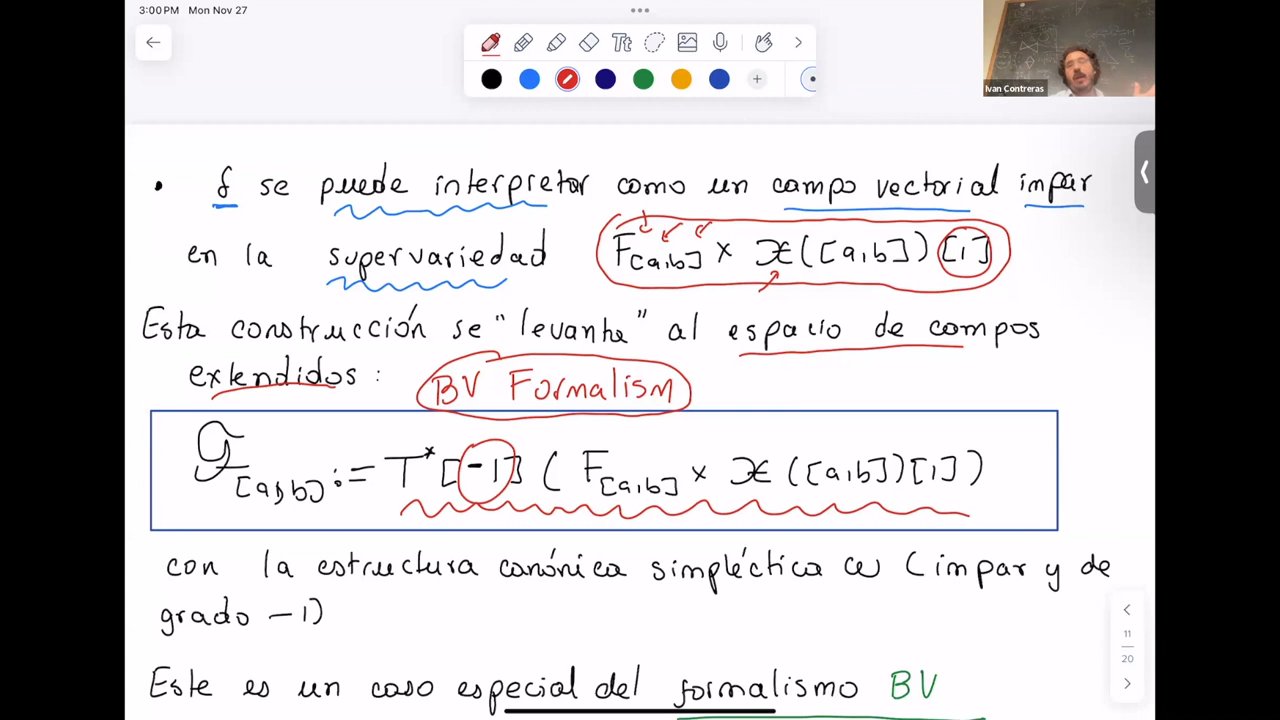 3:00 PM Mon Nov 27
Tt
Ivan Contreras
• δ se puede interpretar como un campo vectorial impar
en la supervariedad F[a,b] × 𝔛([a,b])[1]
Esta construcción se "levanta" al espacio de campos
extendidos: BV Formalism
𝓕[a,b] := T*[-1](F[a,b] × 𝔛([a,b])[1])
con la estructura canónica simpléctica ω (impar y de
grado -1)
Este es un caso especial del formalismo BV
11
20